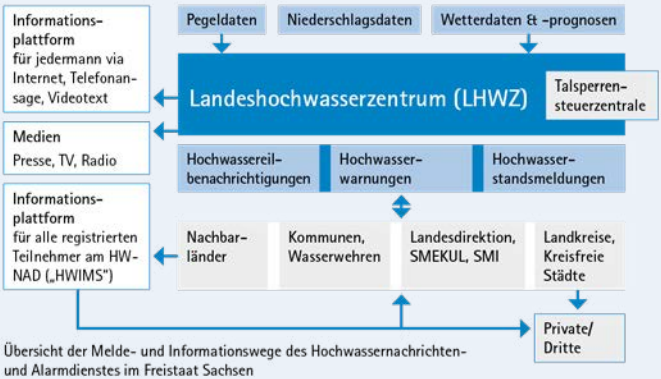 Informations-
plattform
für jedermann via
Internet, Telefonan-
sage, Videotext
Medien
Presse, TV, Radio
Informations-
plattform
für alle registrierten
Teilnehmer am HW-
NAD („HWIMS“)
Pegeldaten
Niederschlagsdaten
Wetterdaten & -prognosen
Landeshochwasserzentrum (LHWZ)
Talsperren-
steuerzentrale
Hochwassereil-
benachrichtigungen
Hochwasser-
warnungen
Hochwasser-
standsmeldungen
Nachbar-
länder
Kommunen,
Wasserwehren
Landesdirektion,
SMEKUL, SMI
Landkreise,
Kreisfreie
Städte
Private/
Dritte
Übersicht der Melde- und Informationswege des Hochwassernachrichten-
und Alarmdienstes im Freistaat Sachsen